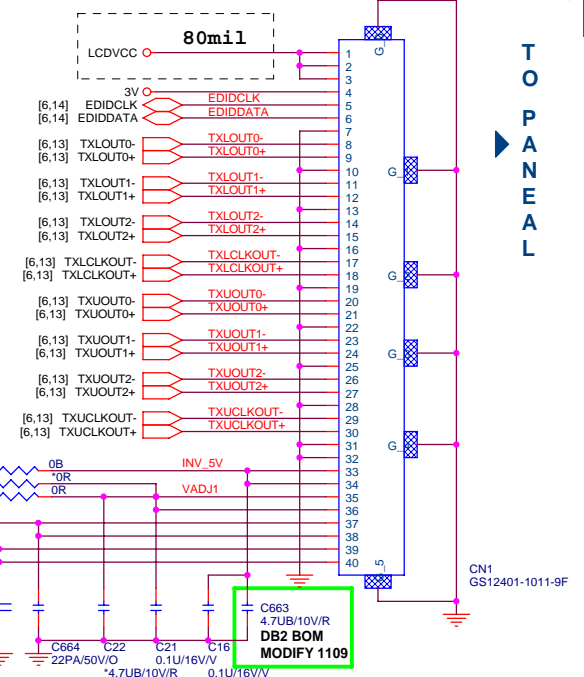 80mil
LCDVCC
3V
[6,14] EDIDCLK EDIDCLK
[6,14] EDIDDATA EDIDDATA
[6,13] TXLOUT0- TXLOUT0-
[6,13] TXLOUT0+ TXLOUT0+
[6,13] TXLOUT1- TXLOUT1-
[6,13] TXLOUT1+ TXLOUT1+
[6,13] TXLOUT2- TXLOUT2-
[6,13] TXLOUT2+ TXLOUT2+
[6,13] TXLCLKOUT- TXLCLKOUT-
[6,13] TXLCLKOUT+ TXLCLKOUT+
[6,13] TXUOUT0- TXUOUT0-
[6,13] TXUOUT0+ TXUOUT0+
[6,13] TXUOUT1- TXUOUT1-
[6,13] TXUOUT1+ TXUOUT1+
[6,13] TXUOUT2- TXUOUT2-
[6,13] TXUOUT2+ TXUOUT2+
[6,13] TXUCLKOUT- TXUCLKOUT-
[6,13] TXUCLKOUT+ TXUCLKOUT+
0B INV_5V
*0R
0R VADJ1
1
2
3
4
5
6
7
8
9
10
11
12
13
14
15
16
17
18
19
20
21
22
23
24
25
26
27
28
29
30
31
32
33
34
35
36
37
38
39
40
G_
G_
G_
G_
G_
5
TO PANEAL
CN1
GS12401-1011-9F
C663
4.7UB/10V/R
DB2 BOM
MODIFY 1109
C664 C22 C21 C16
22PA/50V/O 0.1U/16V/V
*4.7UB/10V/R 0.1U/16V/V